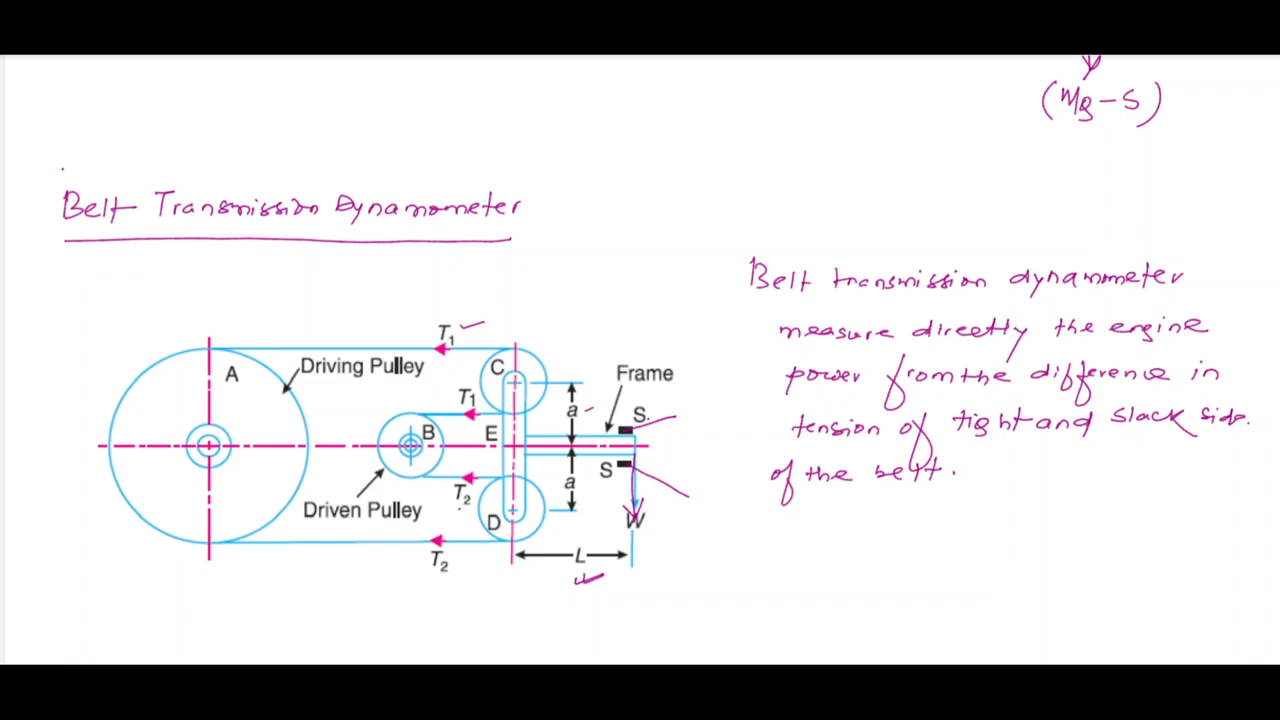 (Mg-S)
Belt Transmission Dynamometer
Belt transmission dynamometer
measure directly the engine
power from the difference in
tension of tight and slack side.
of the belt.
T1
A
Driving Pulley
C
Frame
T1
a
S.
B
E
S
a
T2
Driven Pulley
D
W
T2
L